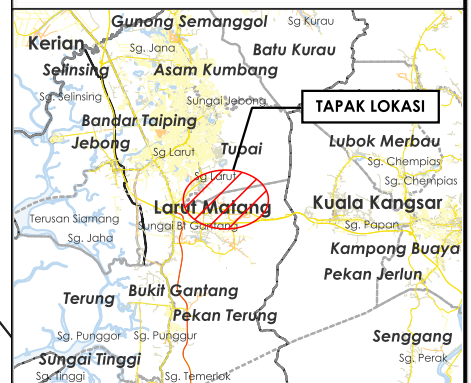 Gunong Semanggol
Sg Kurau
Kerian
Sg. Jana
Batu Kurau
Selinsing
Asam Kumbang
Sg. Selinsing
Sungai Jebong
TAPAK LOKASI
Bandar Taiping
Jebong
Sg Larut
Tupai
Lubok Merbau
Sg. Chempias
Sg Larut
Sg. Chempias
Larut Matang
Kuala Kangsar
Terusan Siamang
Sungai Bt Gantang
Sg. Papan
Sg. Jaha
Kampong Buaya
Pekan Jerlun
Terung
Bukit Gantang
Pekan Terung
Sg. Punggor
Sg. Punggur
Senggang
Sungai Tinggi
Sg. Perak
Sg. Tinggi
Sg. Temerlok